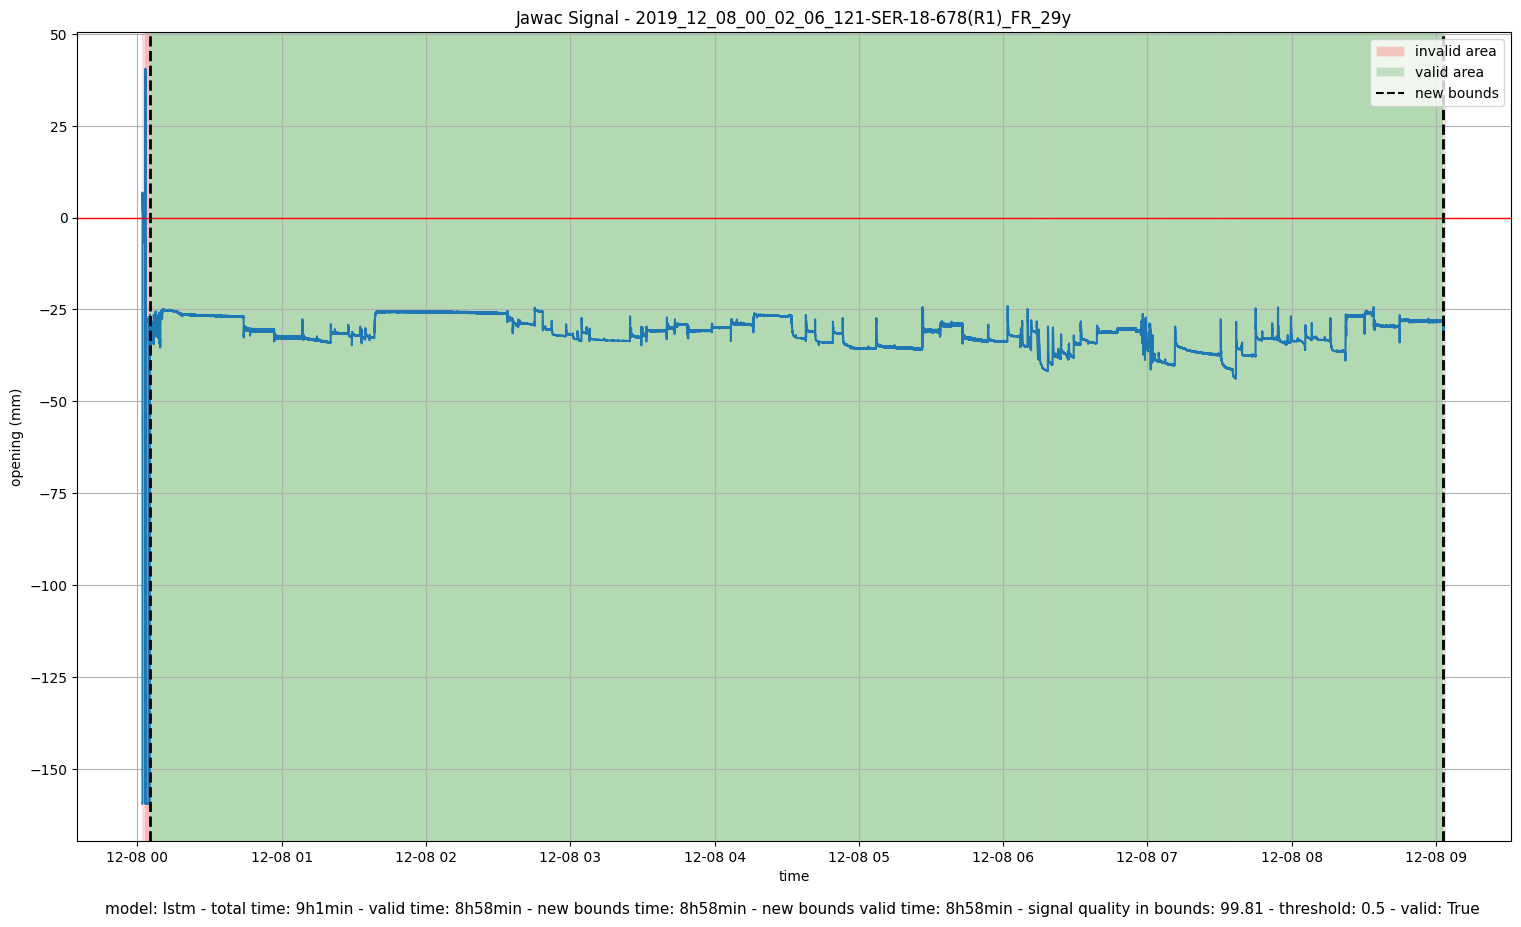 Jawac Signal - 2019_12_08_00_02_06_121-SER-18-678(R1)_FR_29y
invalid area
valid area
new bounds
50
25
0
−25
−50
−75
−100
−125
−150
opening (mm)
12-08 00 12-08 01 12-08 02 12-08 03 12-08 04 12-08 05 12-08 06 12-08 07 12-08 08 12-08 09
time
model: lstm - total time: 9h1min - valid time: 8h58min - new bounds time: 8h58min - new bounds valid time: 8h58min - signal quality in bounds: 99.81 - threshold: 0.5 - valid: True